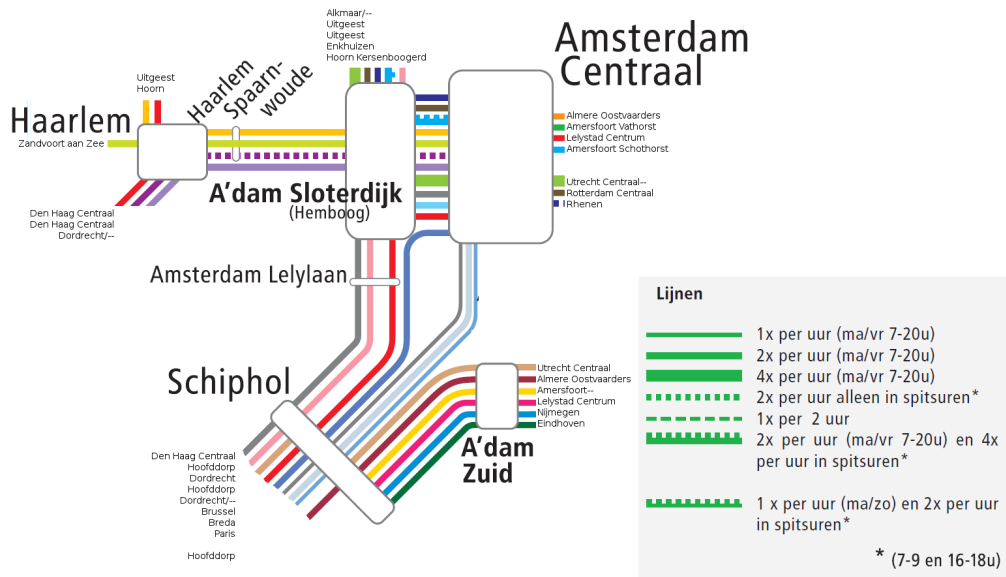 Alkmaar/--
Uitgeest
Uitgeest
Enkhuizen
Hoorn Kersenboogerd
Amsterdam
Centraal
Uitgeest
Hoorn
Haarlem
Spaarn-
woude
Haarlem
Zandvoort aan Zee
Almere Oostvaarders
Amersfoort Vathorst
Lelystad Centrum
Amersfoort Schothorst
Utrecht Centraal--
Rotterdam Centraal
Rhenen
A'dam Sloterdijk
(Hemboog)
Den Haag Centraal
Den Haag Centraal
Dordrecht/--
Amsterdam Lelylaan
Schiphol
Utrecht Centraal
Almere Oostvaarders
Amersfoort--
Lelystad Centrum
Nijmegen
Eindhoven
A'dam
Zuid
Den Haag Centraal
Hoofddorp
Dordrecht
Hoofddorp
Dordrecht/--
Brussel
Breda
Paris
Hoofddorp
Lijnen
1x per uur (ma/vr 7-20u)
2x per uur (ma/vr 7-20u)
4x per uur (ma/vr 7-20u)
2x per uur alleen in spitsuren*
1x per 2 uur
2x per uur (ma/vr 7-20u) en 4x
per uur in spitsuren*
1 x per uur (ma/zo) en 2x per uur
in spitsuren*
* (7-9 en 16-18u)